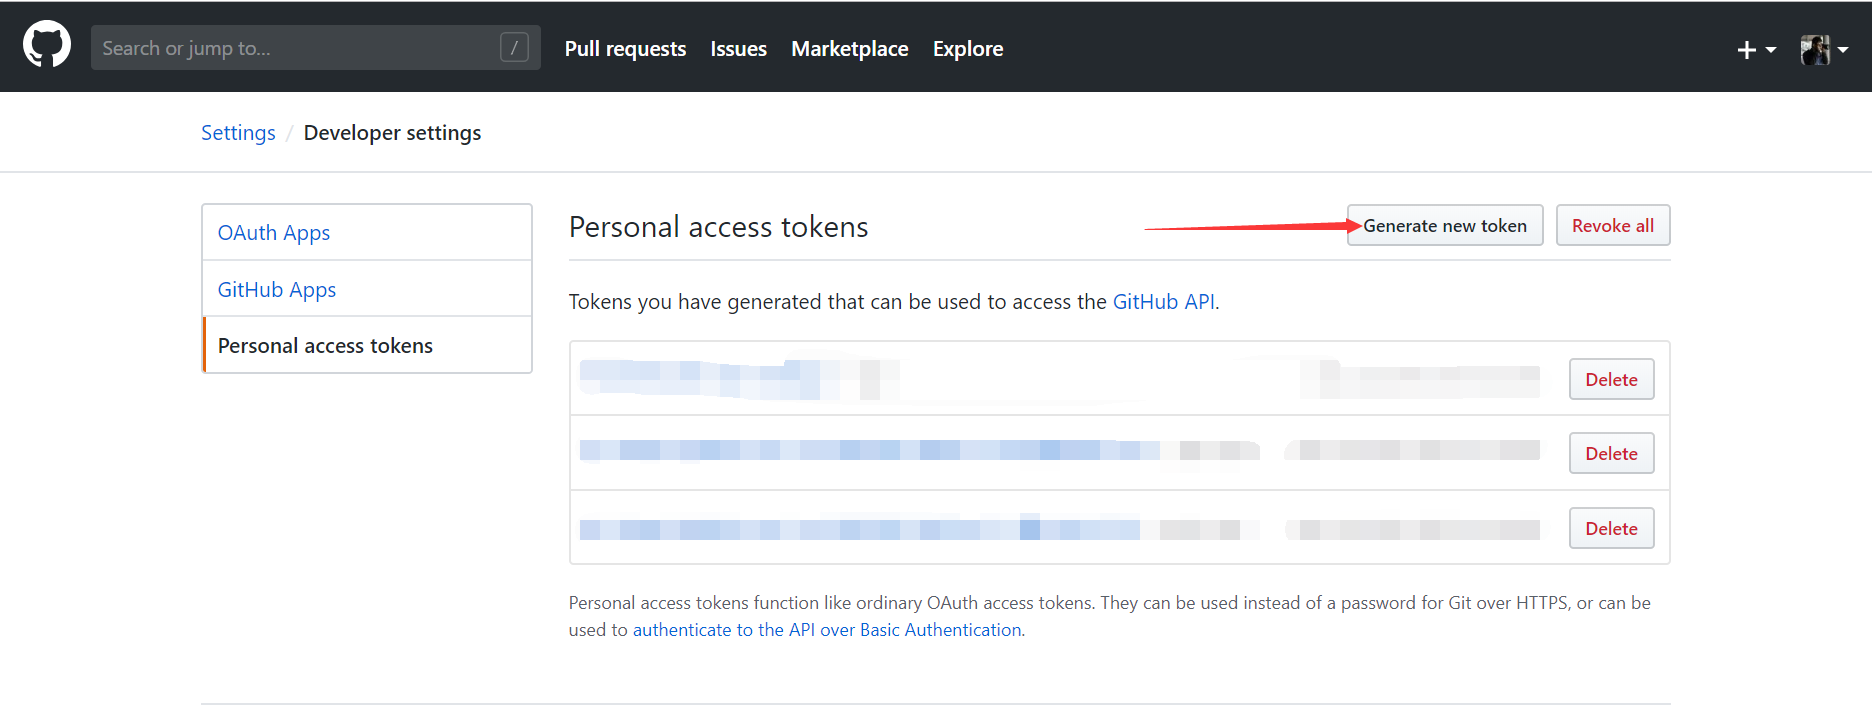 Search or jump to... / Pull requests Issues Marketplace Explore
Settings / Developer settings
OAuth Apps
GitHub Apps
Personal access tokens
Personal access tokens Generate new token Revoke all
Tokens you have generated that can be used to access the GitHub API.
Delete
Delete
Delete
Personal access tokens function like ordinary OAuth access tokens. They can be used instead of a password for Git over HTTPS, or can be
used to authenticate to the API over Basic Authentication.